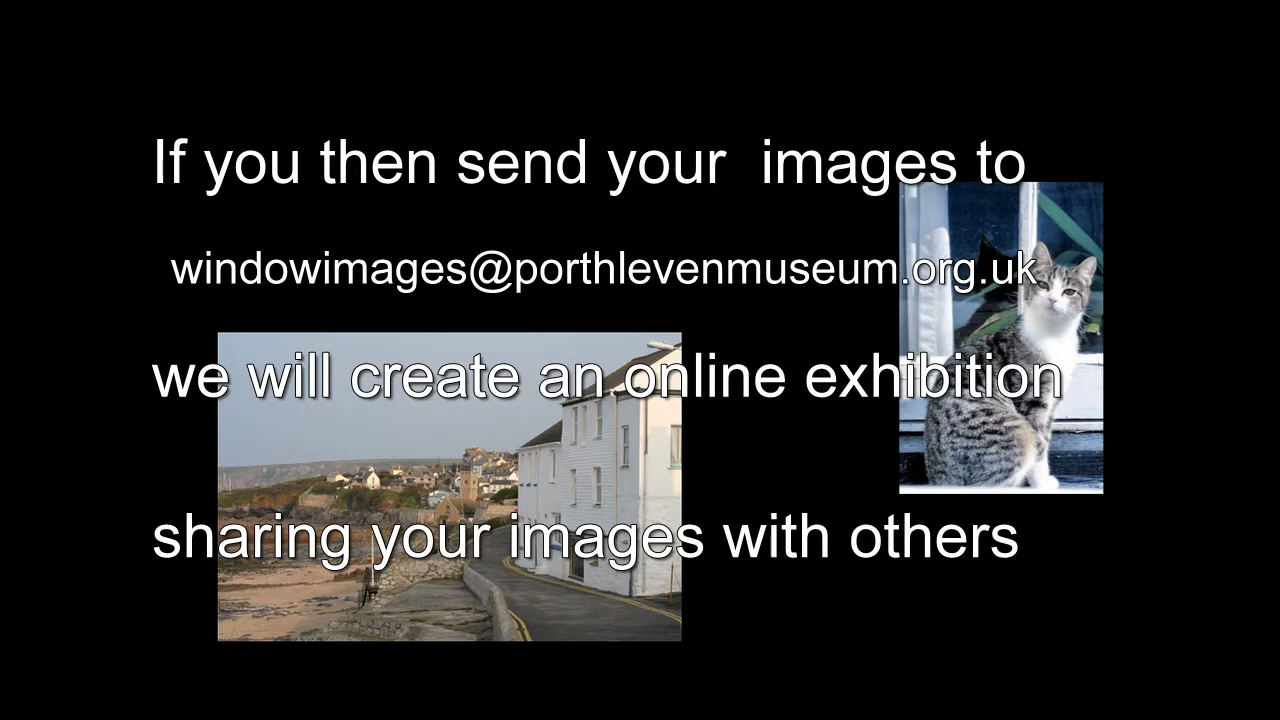 If you then send your  images to
windowimages@porthlevenmuseum.org.uk
we will create an online exhibition
sharing your images with others